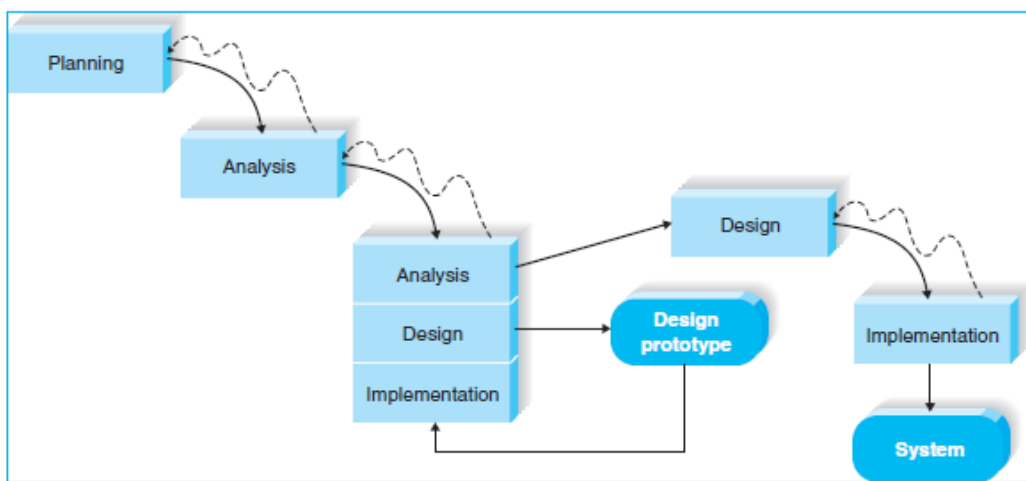 Planning
Analysis
Analysis
Design
Implementation
Design
prototype
Design
Implementation
System